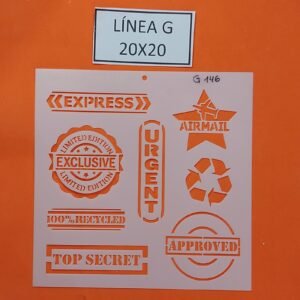 LÍNEA G
20X20
G 146
EXPRESS
AIRMAIL
LIMITED EDITION
EXCLUSIVE
LIMITED EDITION
URGENT
100% RECYCLED
APPROVED
TOP SECRET